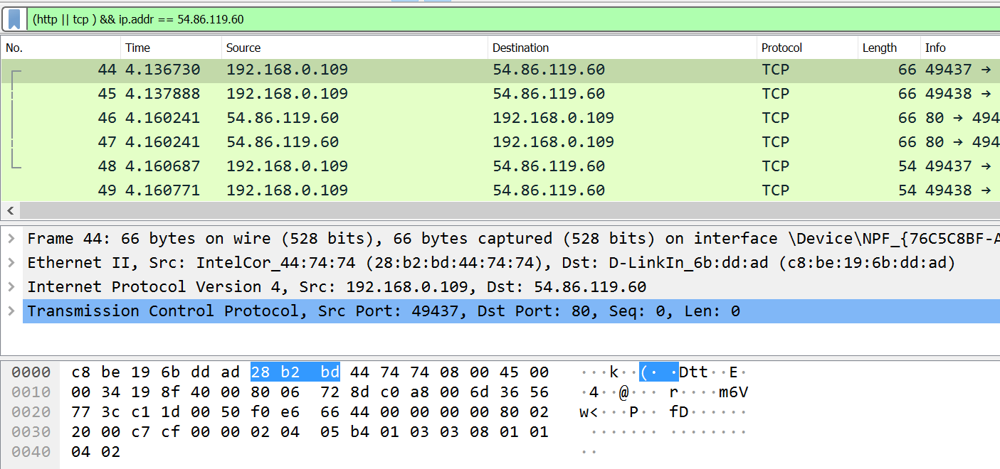 (http || tcp ) && ip.addr == 54.86.119.60
No. Time Source Destination Protocol Length Info
44 4.136730 192.168.0.109 54.86.119.60 TCP 66 49437 →
45 4.137888 192.168.0.109 54.86.119.60 TCP 66 49438 →
46 4.160241 54.86.119.60 192.168.0.109 TCP 66 80 → 494
47 4.160241 54.86.119.60 192.168.0.109 TCP 66 80 → 494
48 4.160687 192.168.0.109 54.86.119.60 TCP 54 49437 →
49 4.160771 192.168.0.109 54.86.119.60 TCP 54 49438 →
Frame 44: 66 bytes on wire (528 bits), 66 bytes captured (528 bits) on interface \Device\NPF_{76C5C8BF-A
Ethernet II, Src: IntelCor_44:74:74 (28:b2:bd:44:74:74), Dst: D-LinkIn_6b:dd:ad (c8:be:19:6b:dd:ad)
Internet Protocol Version 4, Src: 192.168.0.109, Dst: 54.86.119.60
Transmission Control Protocol, Src Port: 49437, Dst Port: 80, Seq: 0, Len: 0
0000 c8 be 19 6b dd ad 28 b2 bd 44 74 74 08 00 45 00 ···k··(· ·Dtt··E·
0010 00 34 19 8f 40 00 80 06 72 8d c0 a8 00 6d 36 56 ·4··@··· r····m6V
0020 77 3c c1 1d 00 50 f0 e6 66 44 00 00 00 00 80 02 w<···P·· fD······
0030 20 00 c7 cf 00 00 02 04 05 b4 01 03 03 08 01 01 ······· ········
0040 04 02 ··